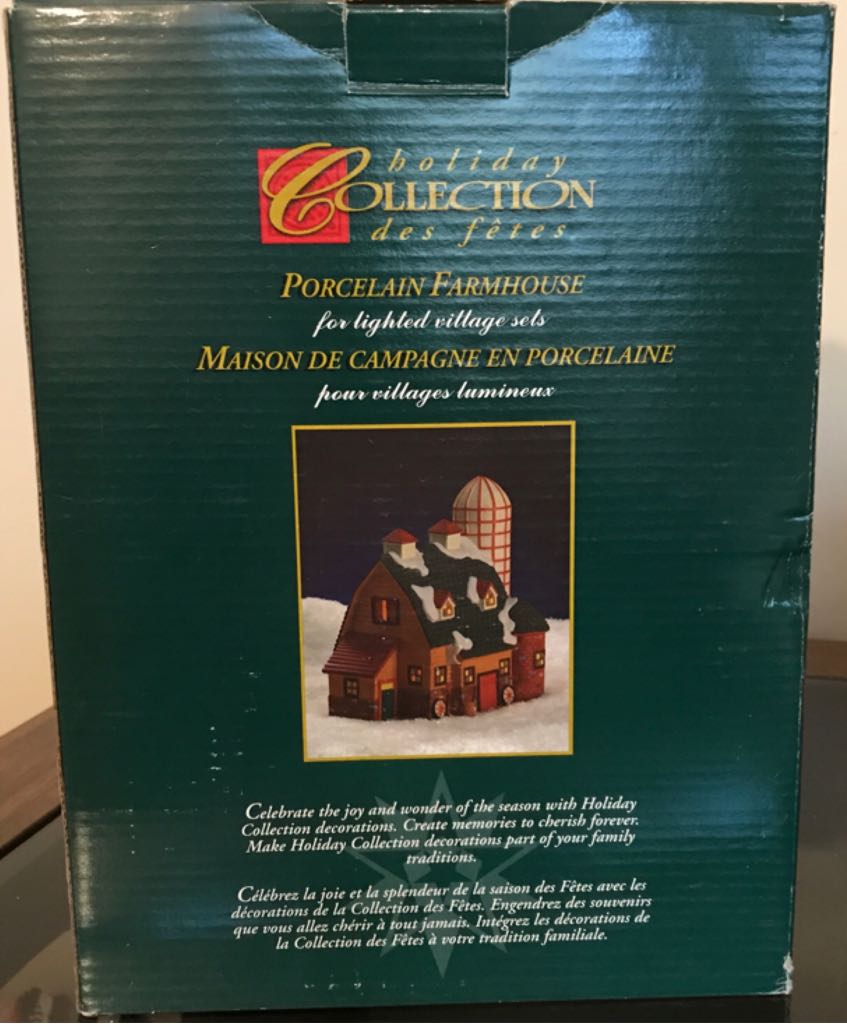 holiday
COLLECTION
des fêtes
PORCELAIN FARMHOUSE
for lighted village sets
MAISON DE CAMPAGNE EN PORCELAINE
pour villages lumineux
Celebrate the joy and wonder of the season with Holiday
Collection decorations. Create memories to cherish forever.
Make Holiday Collection decorations part of your family
traditions.
Célébrez la joie et la splendeur de la saison des Fêtes avec les
décorations de la Collection des Fêtes. Engendrez des souvenirs
que vous allez chérir à tout jamais. Intégrez les décorations de
la Collection des Fêtes à votre tradition familiale.